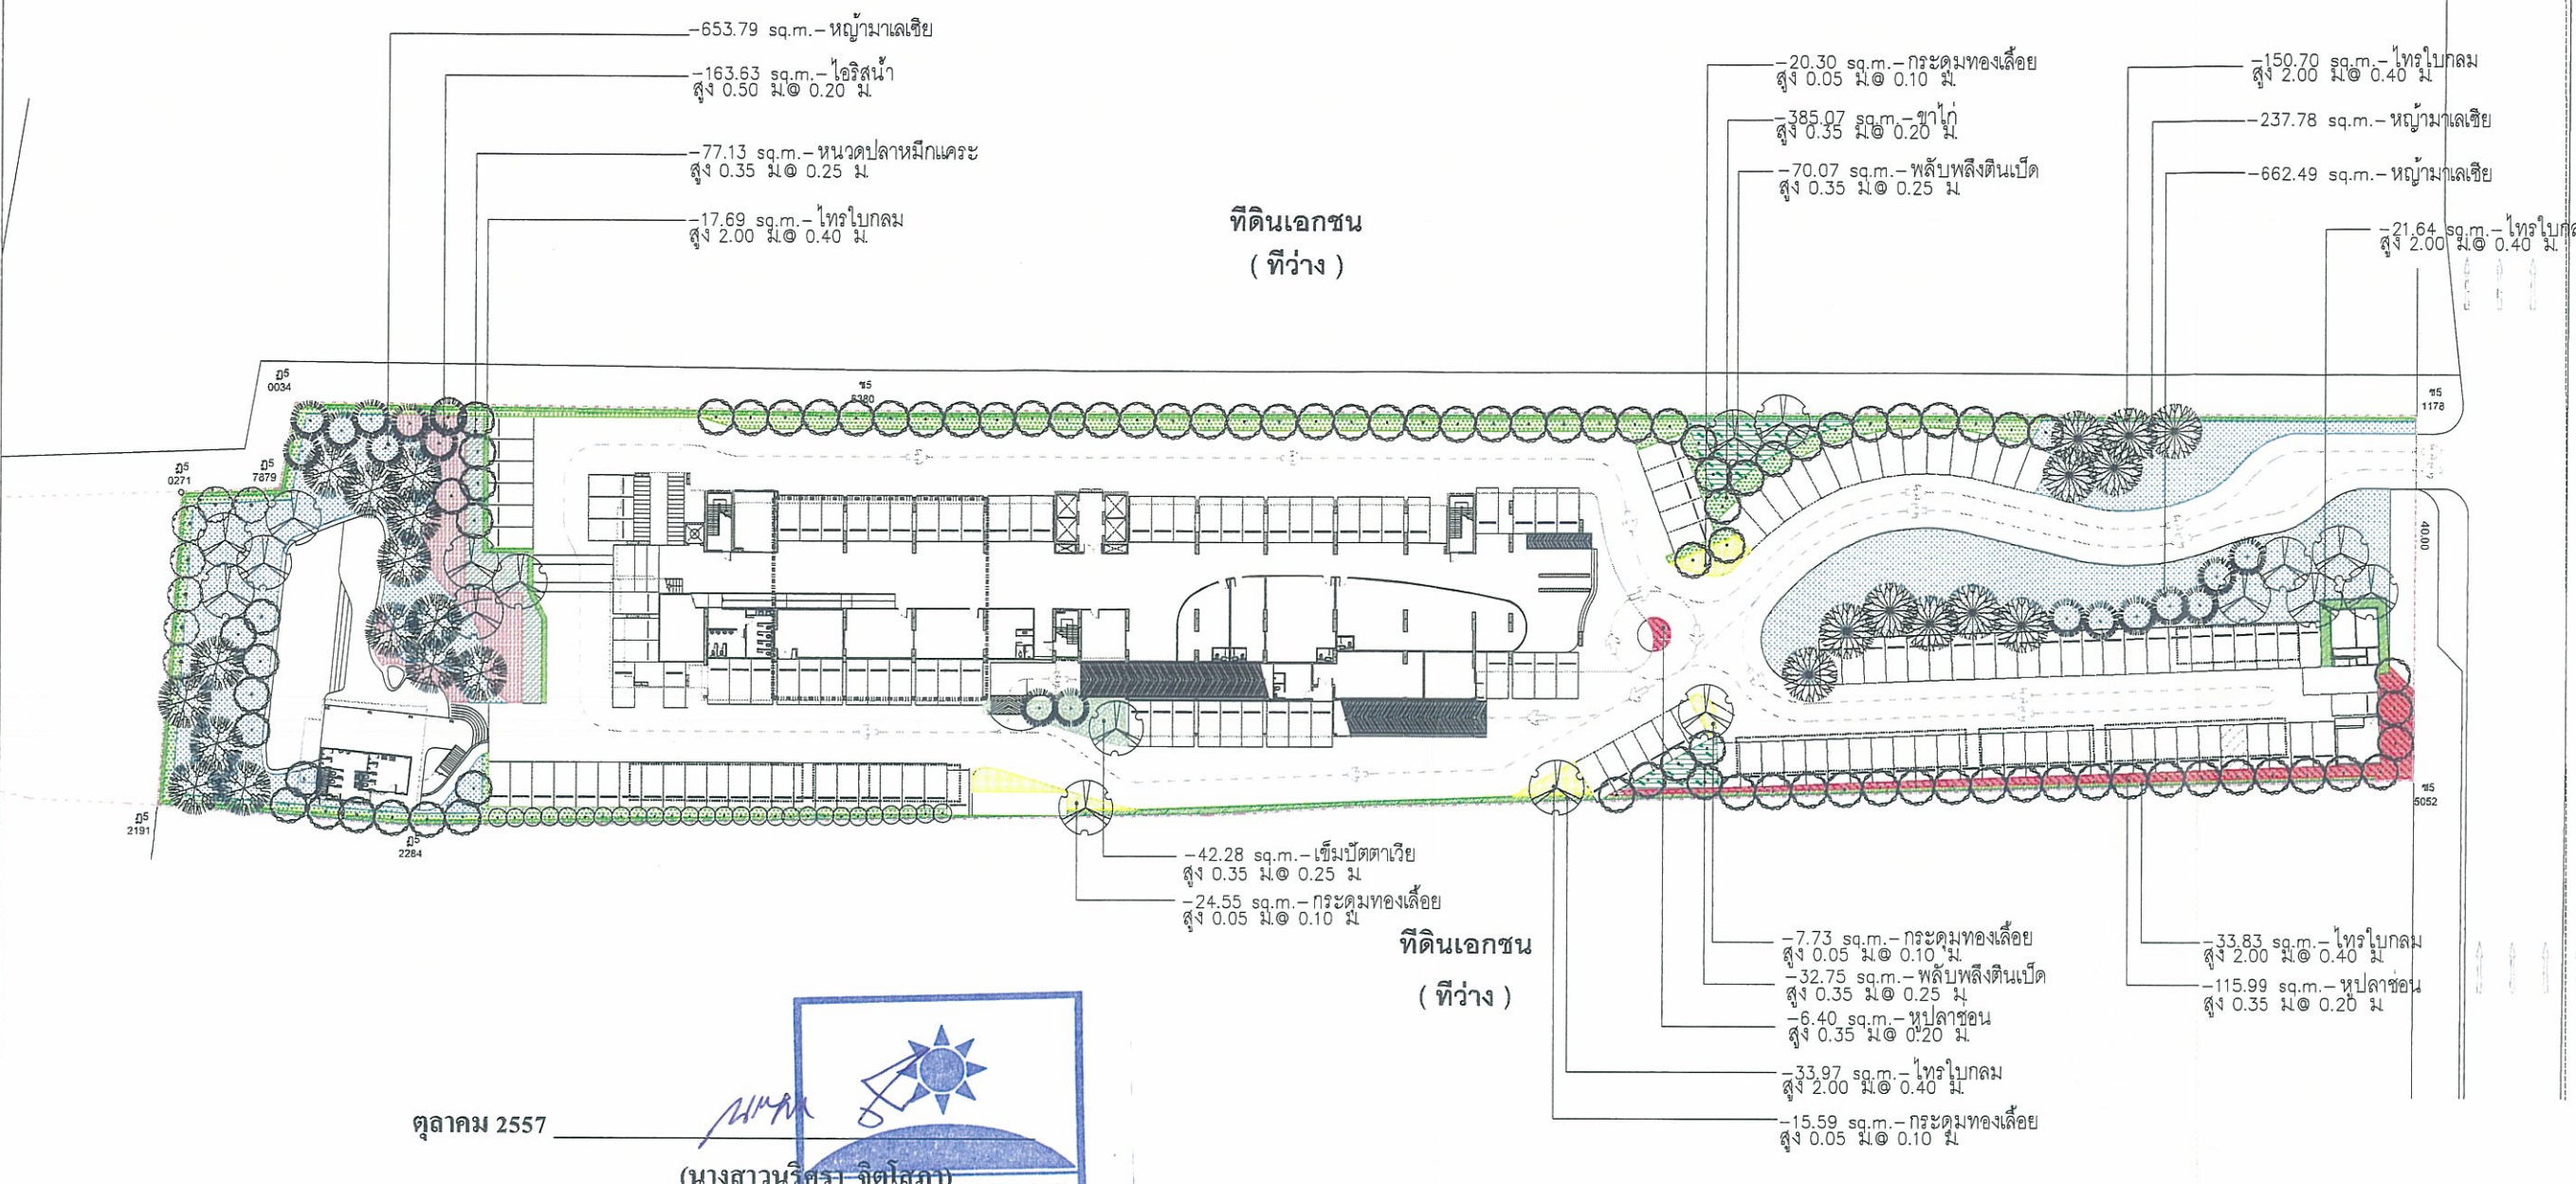 -653.79 sq.m.-หญ้ามาเลเซีย
-163.63 sq.m.-ไอริสน้ำ
สูง 0.50 ม.@ 0.20 ม.
-77.13 sq.m.-หนวดปลาหมึกแคระ
สูง 0.35 ม.@ 0.25 ม.
-17.69 sq.m.-ไทรใบกลม
สูง 2.00 ม.@ 0.40 ม.
ที่ดินเอกชน
( ที่ว่าง )
-20.30 sq.m.-กระดุมทองเลื้อย
สูง 0.05 ม.@ 0.10 ม.
-385.07 sq.m.-ขาไก่
สูง 0.35 ม.@ 0.20 ม.
-70.07 sq.m.-พลับพลึงตีนเป็ด
สูง 0.35 ม.@ 0.25 ม.
-150.70 sq.m.-ไทรใบกลม
สูง 2.00 ม.@ 0.40 ม.
-237.78 sq.m.-หญ้ามาเลเซีย
-662.49 sq.m.-หญ้ามาเลเซีย
-21.64 sq.m.-ไทรใบกล
สูง 2.00 ม.@ 0.40 ม.
ฎ5
0034
ซ5
5380
ซ5
1178
ฎ5
0271
ฎ5
7879
40.00
ฎ5
2191
ฎ5
2284
ซ5
5052
-42.28 sq.m.-เข็มปัตตาเวีย
สูง 0.35 ม.@ 0.25 ม.
-24.55 sq.m.-กระดุมทองเลื้อย
สูง 0.05 ม.@ 0.10 ม.
ที่ดินเอกชน
( ที่ว่าง )
-7.73 sq.m.-กระดุมทองเลื้อย
สูง 0.05 ม.@ 0.10 ม.
-32.75 sq.m.-พลับพลึงตีนเป็ด
สูง 0.35 ม.@ 0.25 ม.
-6.40 sq.m.-หูปลาช่อน
สูง 0.35 ม.@ 0.20 ม.
-33.97 sq.m.-ไทรใบกลม
สูง 2.00 ม.@ 0.40 ม.
-15.59 sq.m.-กระดุมทองเลื้อย
สูง 0.05 ม.@ 0.10 ม.
-33.83 sq.m.-ไทรใบกลม
สูง 2.00 ม.@ 0.40 ม.
-115.99 sq.m.-หูปลาช่อน
สูง 0.35 ม.@ 0.20 ม.
ตุลาคม 2557